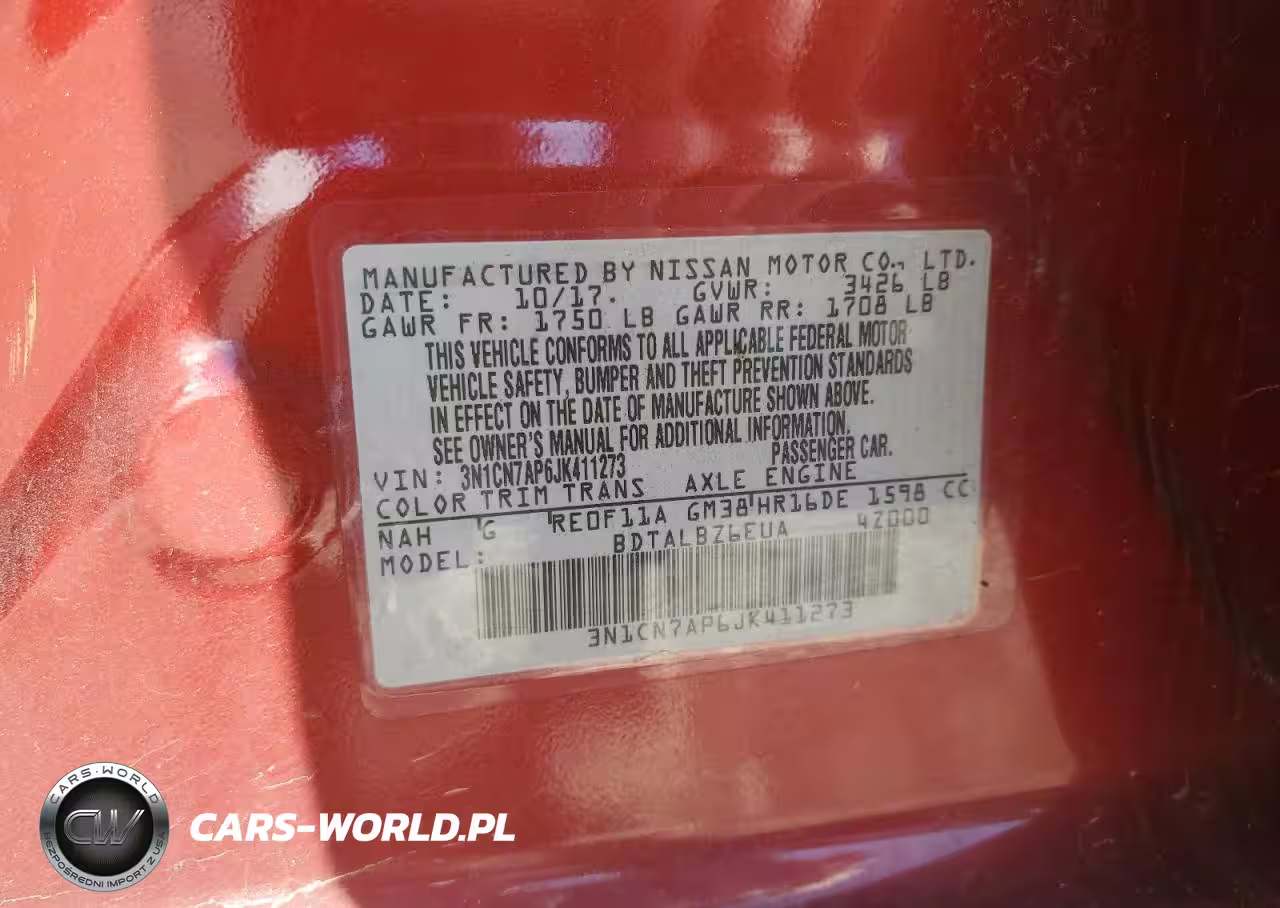 MANUFACTURED BY NISSAN MOTOR CO., LTD.
DATE: 10/17. GVWR: 3426 LB
GAWR FR: 1750 LB GAWR RR: 1708 LB
THIS VEHICLE CONFORMS TO ALL APPLICABLE FEDERAL MOTOR
VEHICLE SAFETY, BUMPER AND THEFT PREVENTION STANDARDS
IN EFFECT ON THE DATE OF MANUFACTURE SHOWN ABOVE.
SEE OWNER'S MANUAL FOR ADDITIONAL INFORMATION.
VIN: 3N1CN7AP6JK411273 PASSENGER CAR.
COLOR TRIM TRANS AXLE ENGINE
NAH G RE0F11A GM38 HR16DE 1598 CC
MODEL: BDTALBZ6EUA 4Z000
3N1CN7AP6JK411273
CARS-WORLD
CW
BEZPOŚREDNI IMPORT Z USA
CARS-WORLD.PL